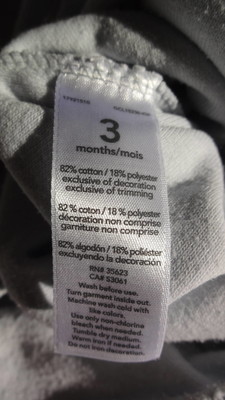 3
months/mois
82% cotton / 18% polyester
exclusive of decoration
exclusive of trimming
82 % coton / 18 % polyester
décoration non comprise
garniture non comprise
82% algodón / 18% poliéster
excluyendo la decoración
RN# 35623
CA# 53061
Wash before use.
Turn garment inside out.
Machine wash cold with
like colors.
Use only non-chlorine
bleach when needed.
Tumble dry medium.
Warm iron if needed.
Do not iron decoration.